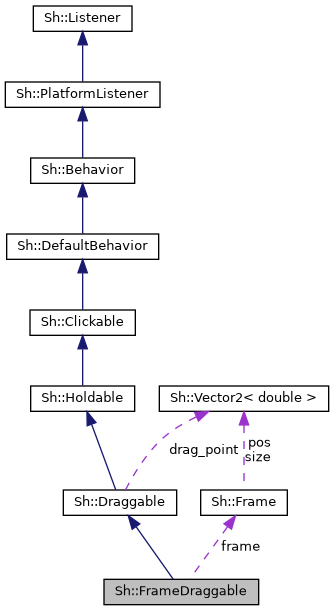 Sh::Listener
Sh::PlatformListener
Sh::Behavior
Sh::DefaultBehavior
Sh::Clickable
Sh::Holdable
Sh::Vector2< double >
drag_point
pos
size
Sh::Draggable
Sh::Frame
frame
Sh::FrameDraggable